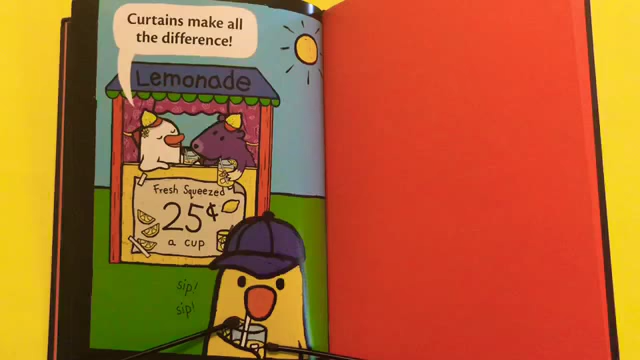 Curtains make all
the difference!
Lemonade
Fresh Squeezed
25¢
a cup
sip!
sip!